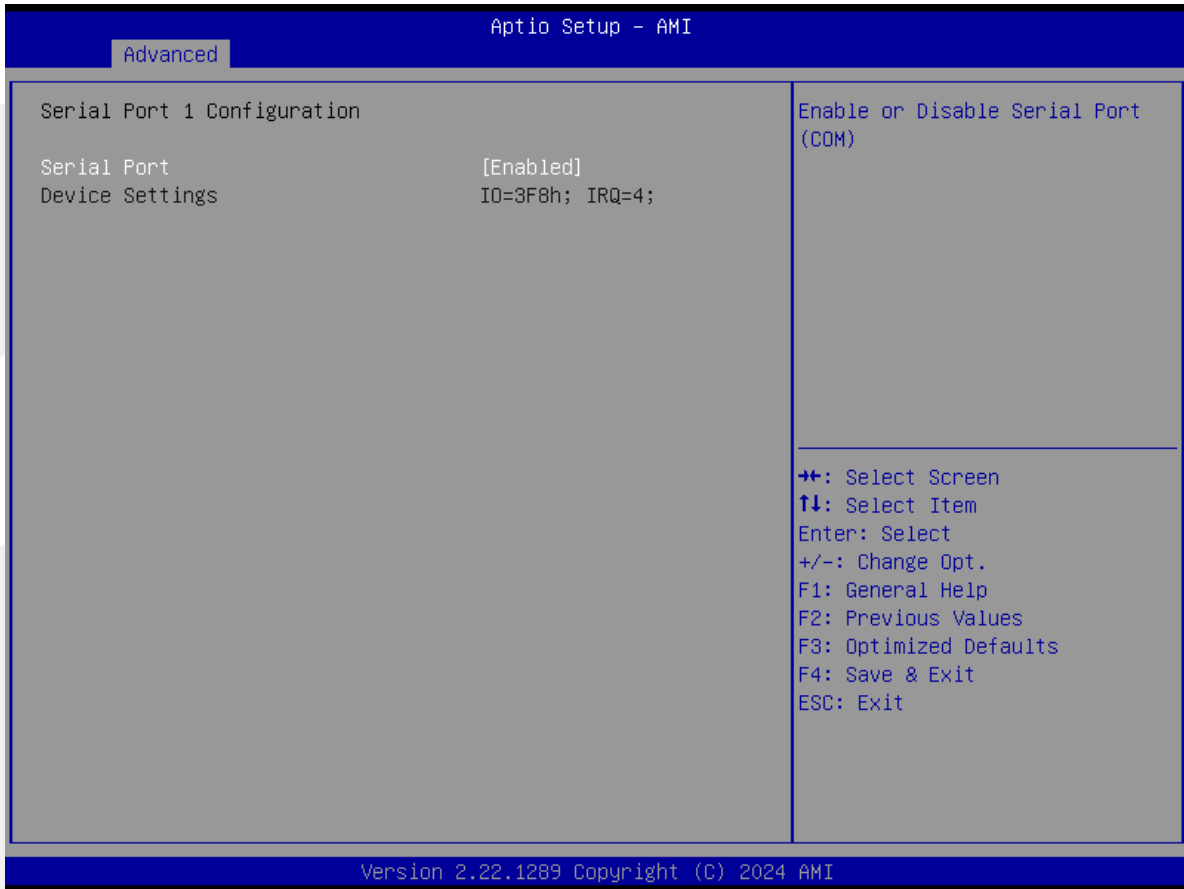 Aptio Setup – AMI
Advanced
Serial Port 1 Configuration
Serial Port [Enabled]
Device Settings IO=3F8h; IRQ=4;
Enable or Disable Serial Port
(COM)
→←: Select Screen
↑↓: Select Item
Enter: Select
+/-: Change Opt.
F1: General Help
F2: Previous Values
F3: Optimized Defaults
F4: Save & Exit
ESC: Exit
Version 2.22.1289 Copyright (C) 2024 AMI